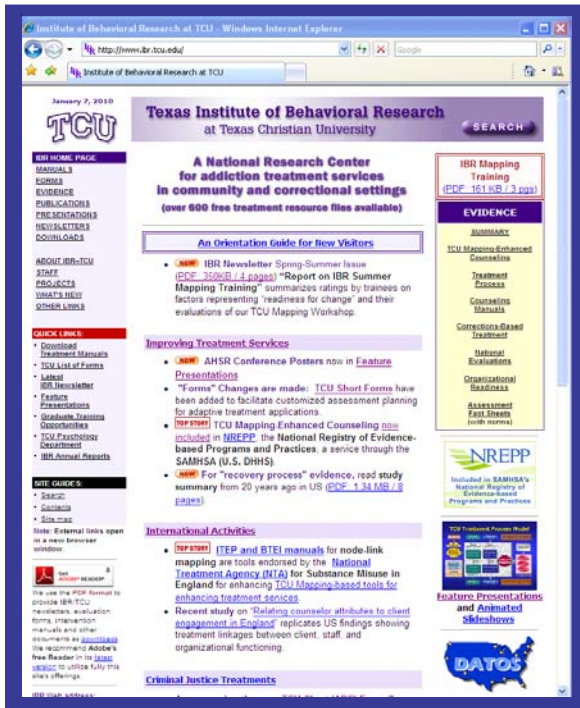 Institute of Behavioral Research at TCU - Windows Internet Explorer
http://www.ibr.tcu.edu/
Google
Institute of Behavioral Research at TCU
January 7, 2010
TCU
Texas Institute of Behavioral Research
at Texas Christian University
SEARCH
IBR HOME PAGE
MANUALS
FORMS
EVIDENCE
PUBLICATIONS
PRESENTATIONS
NEWSLETTERS
DOWNLOADS
ABOUT IBR-TCU
STAFF
PROJECTS
WHAT'S NEW
OTHER LINKS
QUICK LINKS:
• Download
Treatment Manuals
• TCU List of Forms
• Latest
IBR Newsletter
• Feature
Presentations
• Graduate Training
Opportunities
• TCU Psychology
Department
• IBR Annual Reports
SITE GUIDES:
• Search
• Contacts
• Site map
Note: External links open
in a new browser
window.
Get
ADOBE® READER®
We use the PDF format to
provide IBR/TCU
newsletters, evaluation
forms, intervention
manuals and other
documents as downloads.
We recommend Adobe's
free Reader in its latest
version to utilize fully this
site's offerings.
IBR Web address:
A National Research Center
for addiction treatment services
in community and correctional settings
(over 600 free treatment resource files available)
An Orientation Guide for New Visitors
• NEW IBR Newsletter Spring-Summer Issue
(PDF 350KB / 4 pages) "Report on IBR Summer
Mapping Training" summarizes ratings by trainees on
factors representing 'readiness for change' and their
evaluations of our TCU Mapping Workshop.
Improving Treatment Services
• NEW AHSR Conference Posters now in Feature
Presentations
• "Forms" Changes are made: TCU Short Forms have
been added to facilitate customized assessment planning
for adaptive treatment applications.
• TOP STORY TCU Mapping-Enhanced Counseling now
included in NREPP, the National Registry of Evidence-
based Programs and Practices, a service through the
SAMHSA (U.S. DHHS).
• NEW For "recovery process" evidence, read study
summary from 20 years ago in US (PDF 1.34 MB / 8
pages).
International Activities
• TOP STORY ITEP and BTEI manuals for node-link
mapping are tools endorsed by the National
Treatment Agency (NTA) for Substance Misuse in
England for enhancing TCU Mapping-based tools for
enhancing treatment services.
• Recent study on "Relating counselor attributes to client
engagement in England" replicates US findings showing
treatment linkages between client, staff, and
organizational functioning.
Criminal Justice Treatments
IBR Mapping
Training
(PDF 161 KB / 3 pgs)
EVIDENCE
SUMMARY
TCU Mapping-Enhanced
Counseling
Treatment
Process
Counseling
Manuals
Corrections-Based
Treatment
National
Evaluations
Organizational
Readiness
Assessment
Fact Sheets
(with norms)
NREPP
Included in SAMHSA's
National Registry of
Evidence-based
Programs and Practices
TCU Treatment Process Model
Feature Presentations
and Animated
Slideshows
DATOS